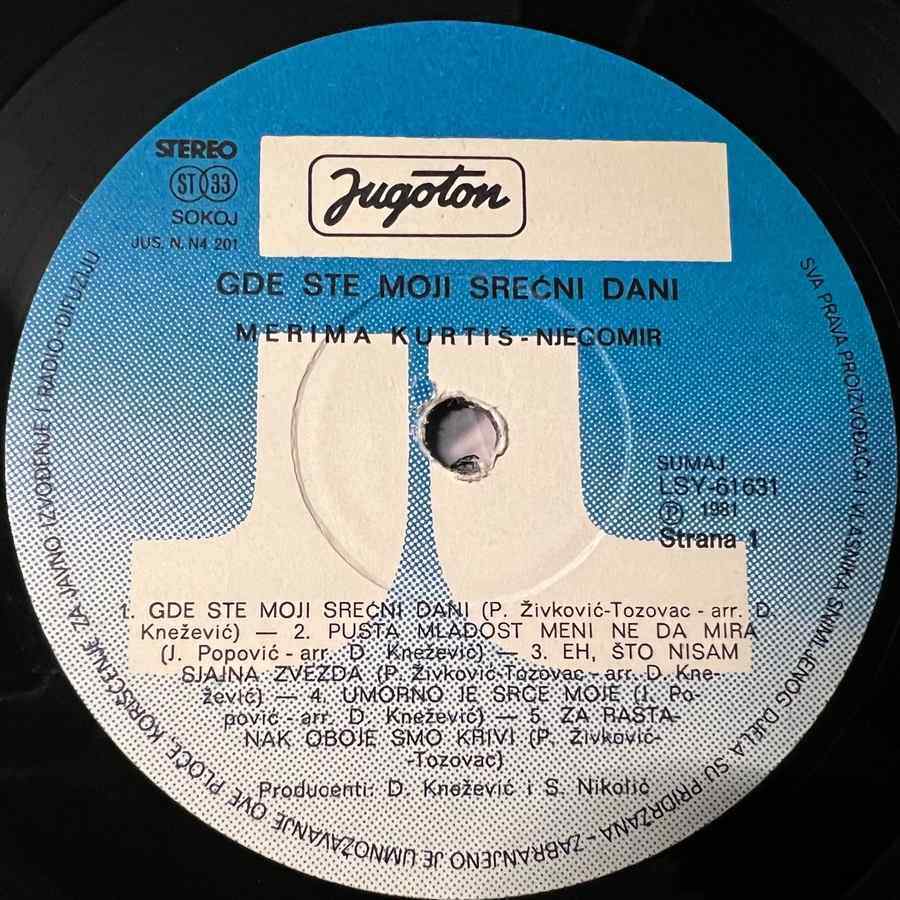 STEREO
ST 33
SOKOJ
JUS. N. N4 201
Jugoton
GDE STE MOJI SREĆNI DANI
MERIMA KURTIŠ-NJEGOMIR
SUMAJ
LSY-61631
Ⓟ 1981
Strana 1
1. GDE STE MOJI SREĆNI DANI (P. Živković-Tozovac - arr. D.
Knežević) — 2. PUSTA MLADOST MENI NE DA MIRA
(J. Popović - arr. D. Knežević) — 3. EH, ŠTO NISAM
SJAJNA ZVEZDA (P. Živković-Tozovac - arr. D. Kne-
žević) — 4. UMORNO JE SRCE MOJE (J. Po-
pović - arr. D. Knežević) — 5. ZA RASTA-
NAK OBOJE SMO KRIVI (P. Živković-
-Tozovac)
Producenti: D. Knežević i S. Nikolić
SVA PRAVA PROIZVOĐAČA I VLASNIKA SNIMLJENOG DJELA SU PRIDRŽANA - ZABRANJENO JE UMNOŽAVANJE OVE PLOČE, KORIŠĆENJE ZA JAVNO IZVOĐENJE I RADIO-DIFUZIJU